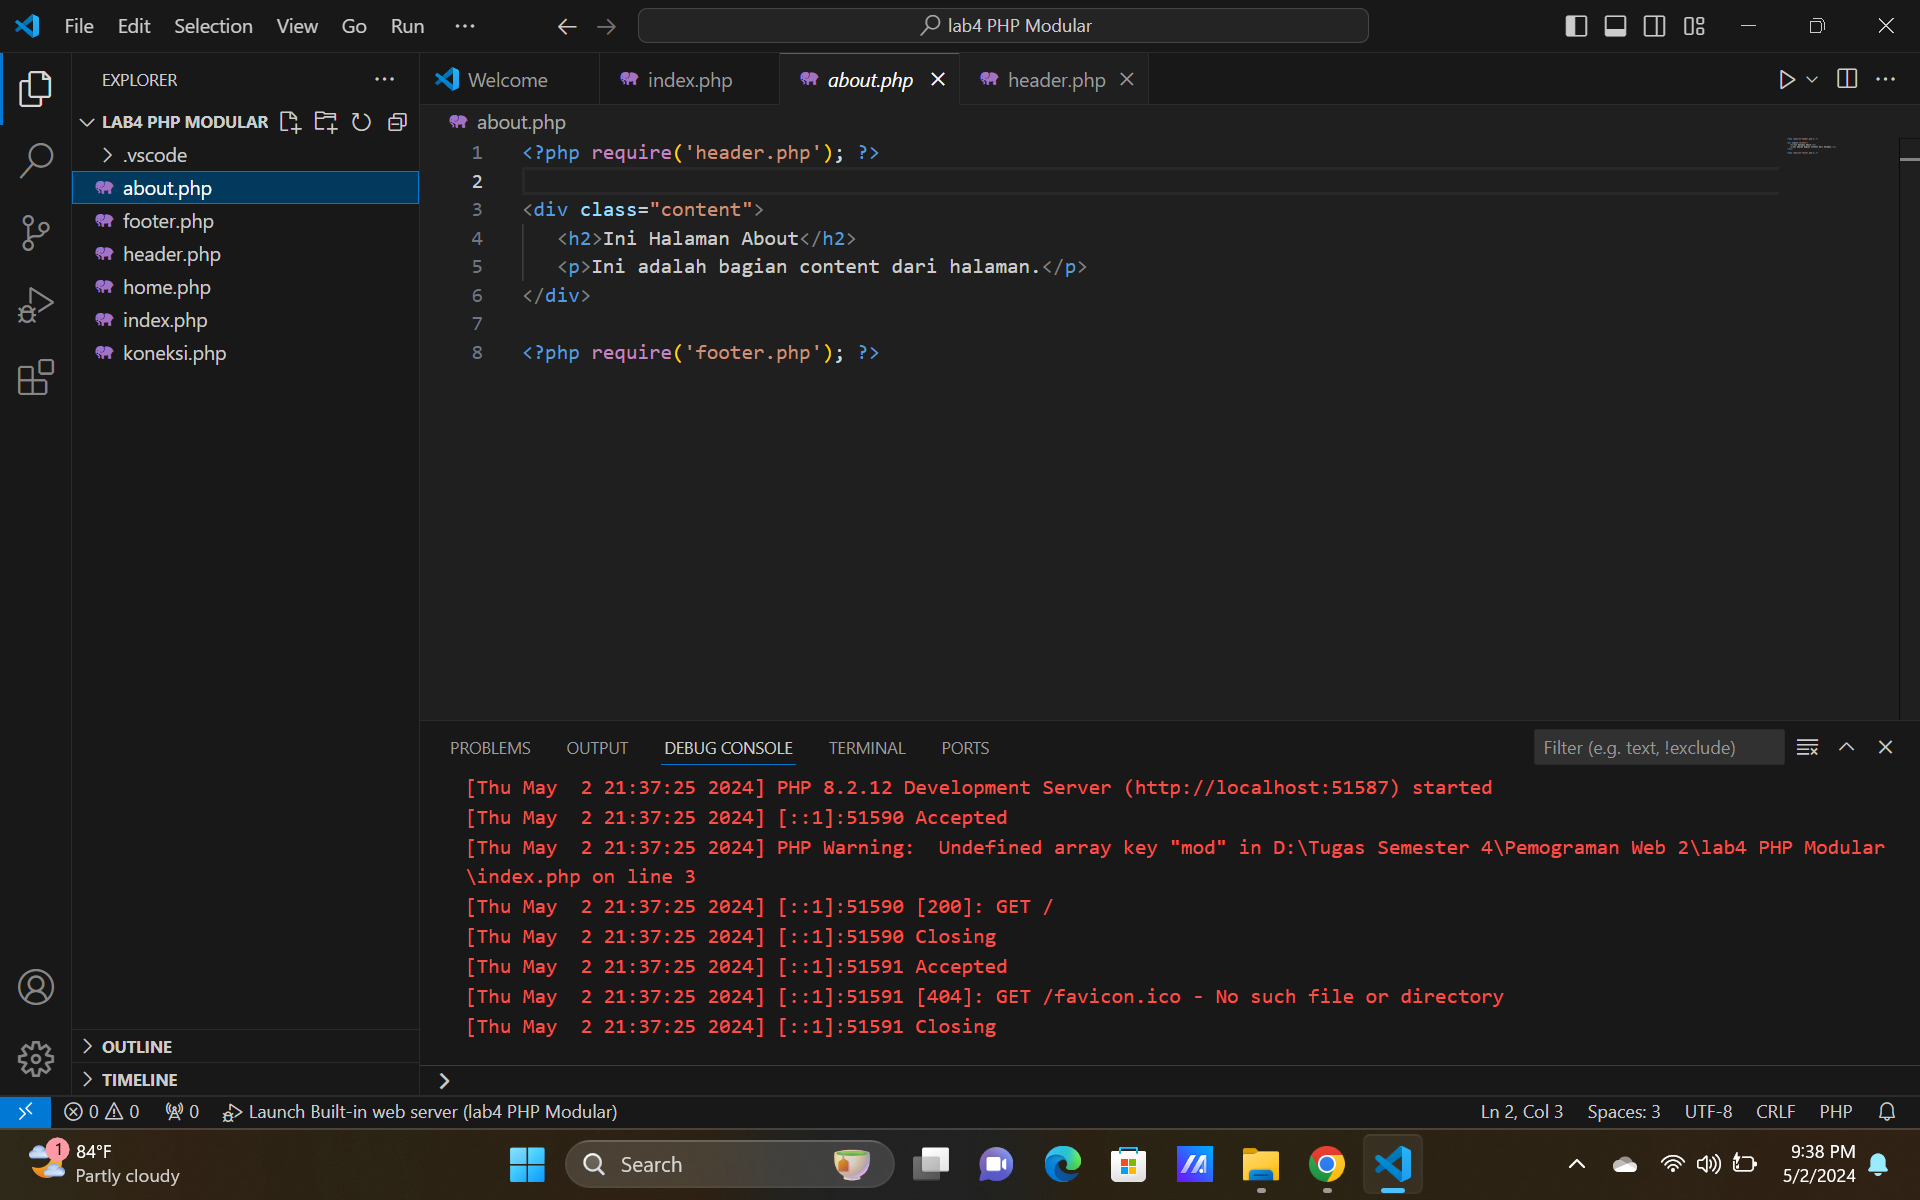 File Edit Selection View Go Run ···
lab4 PHP Modular
EXPLORER
LAB4 PHP MODULAR
.vscode
about.php
footer.php
header.php
home.php
index.php
koneksi.php
OUTLINE
TIMELINE
Welcome index.php about.php header.php
about.php
1 <?php require('header.php'); ?>
2
3 <div class="content">
4 <h2>Ini Halaman About</h2>
5 <p>Ini adalah bagian content dari halaman.</p>
6 </div>
7
8 <?php require('footer.php'); ?>
PROBLEMS OUTPUT DEBUG CONSOLE TERMINAL PORTS
Filter (e.g. text, !exclude)
[Thu May  2 21:37:25 2024] PHP 8.2.12 Development Server (http://localhost:51587) started
[Thu May  2 21:37:25 2024] [::1]:51590 Accepted
[Thu May  2 21:37:25 2024] PHP Warning:  Undefined array key "mod" in D:\Tugas Semester 4\Pemograman Web 2\lab4 PHP Modular
\index.php on line 3
[Thu May  2 21:37:25 2024] [::1]:51590 [200]: GET /
[Thu May  2 21:37:25 2024] [::1]:51590 Closing
[Thu May  2 21:37:25 2024] [::1]:51591 Accepted
[Thu May  2 21:37:25 2024] [::1]:51591 [404]: GET /favicon.ico - No such file or directory
[Thu May  2 21:37:25 2024] [::1]:51591 Closing
0 0 0 Launch Built-in web server (lab4 PHP Modular)
Ln 2, Col 3 Spaces: 3 UTF-8 CRLF PHP
1
84°F
Partly cloudy
Search
9:38 PM
5/2/2024